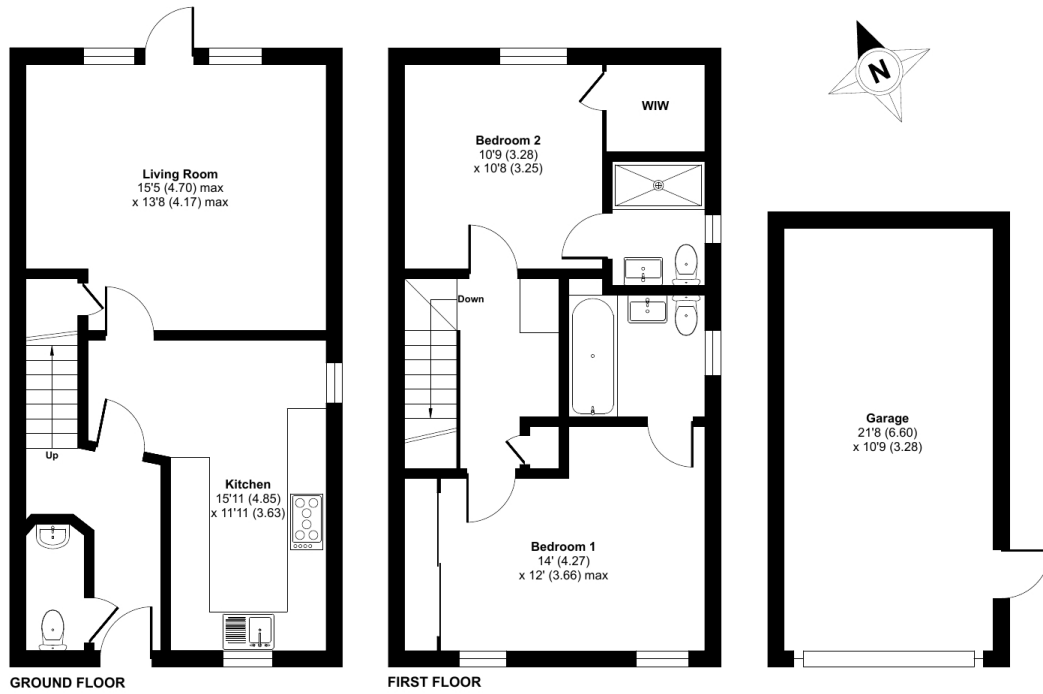 Living Room
15'5 (4.70) max
x 13'8 (4.17) max
Up
Kitchen
15'11 (4.85)
x 11'11 (3.63)
GROUND FLOOR
Bedroom 2
10'9 (3.28)
x 10'8 (3.25)
WIW
Down
Bedroom 1
14' (4.27)
x 12' (3.66) max
FIRST FLOOR
N
Garage
21'8 (6.60)
x 10'9 (3.28)